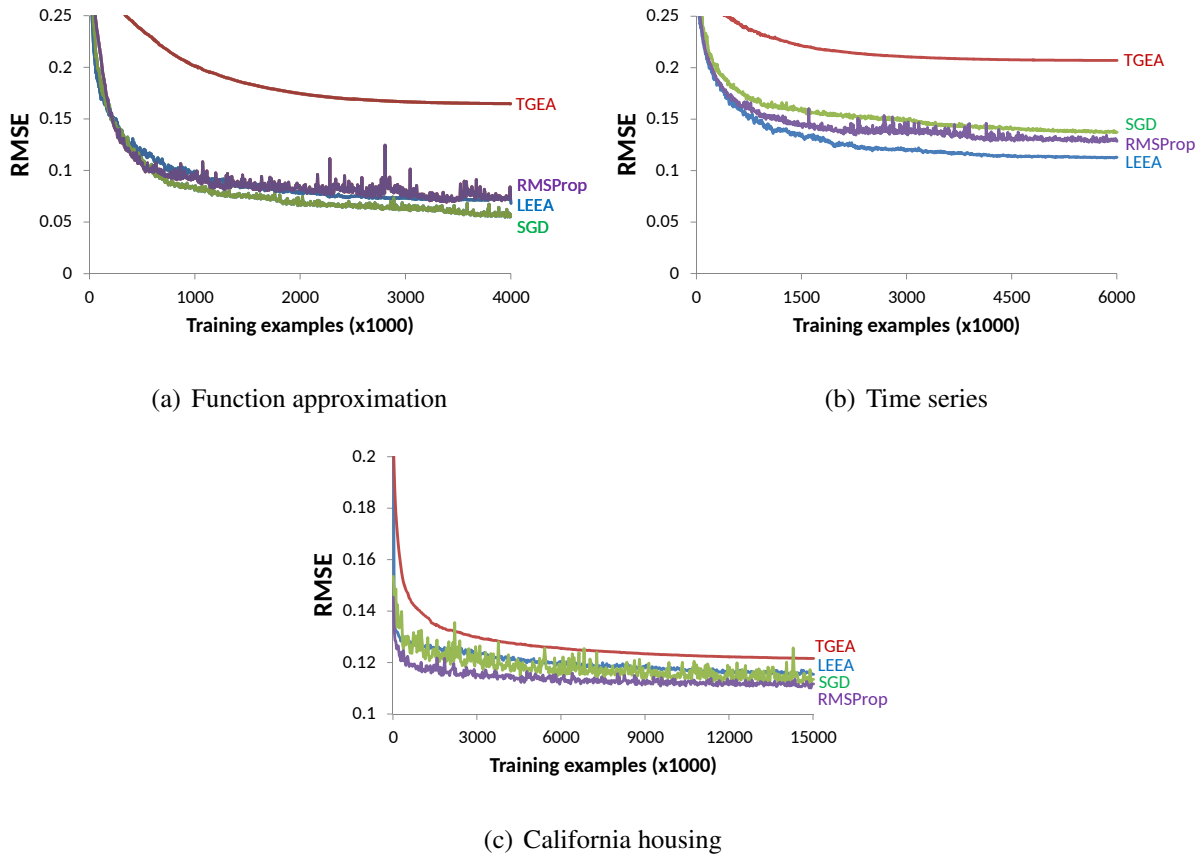 0.25
0.2
0.15
0.1
0.05
0
RMSE
0 1000 2000 3000 4000
Training examples (x1000)
TGEA
RMSProp
LEEA
SGD
(a) Function approximation
0.25
0.2
0.15
0.1
0.05
0
RMSE
0 1500 3000 4500 6000
Training examples (x1000)
TGEA
SGD
RMSProp
LEEA
(b) Time series
0.2
0.18
0.16
0.14
0.12
0.1
RMSE
0 3000 6000 9000 12000 15000
Training examples (x1000)
TGEA
LEEA
SGD
RMSProp
(c) California housing